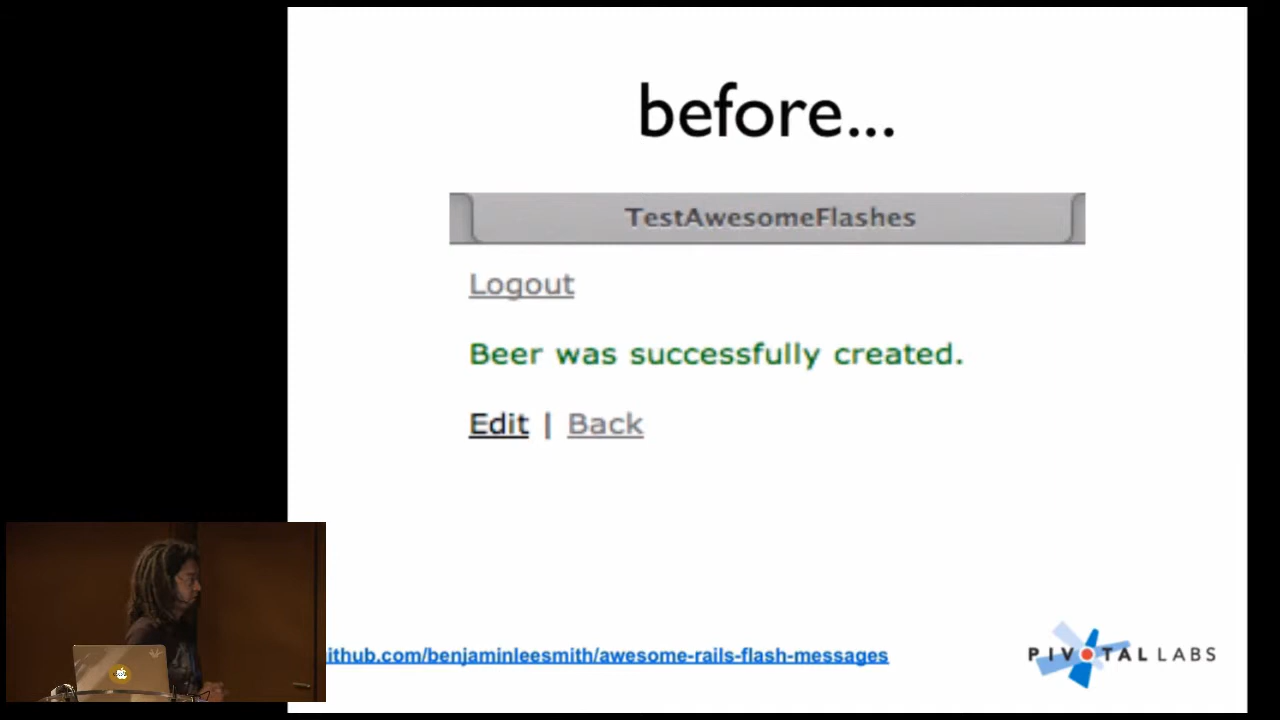 before...
TestAwesomeFlashes
Logout
Beer was successfully created.
Edit | Back
ithub.com/benjaminleesmith/awesome-rails-flash-messages
PIVOTAL LABS